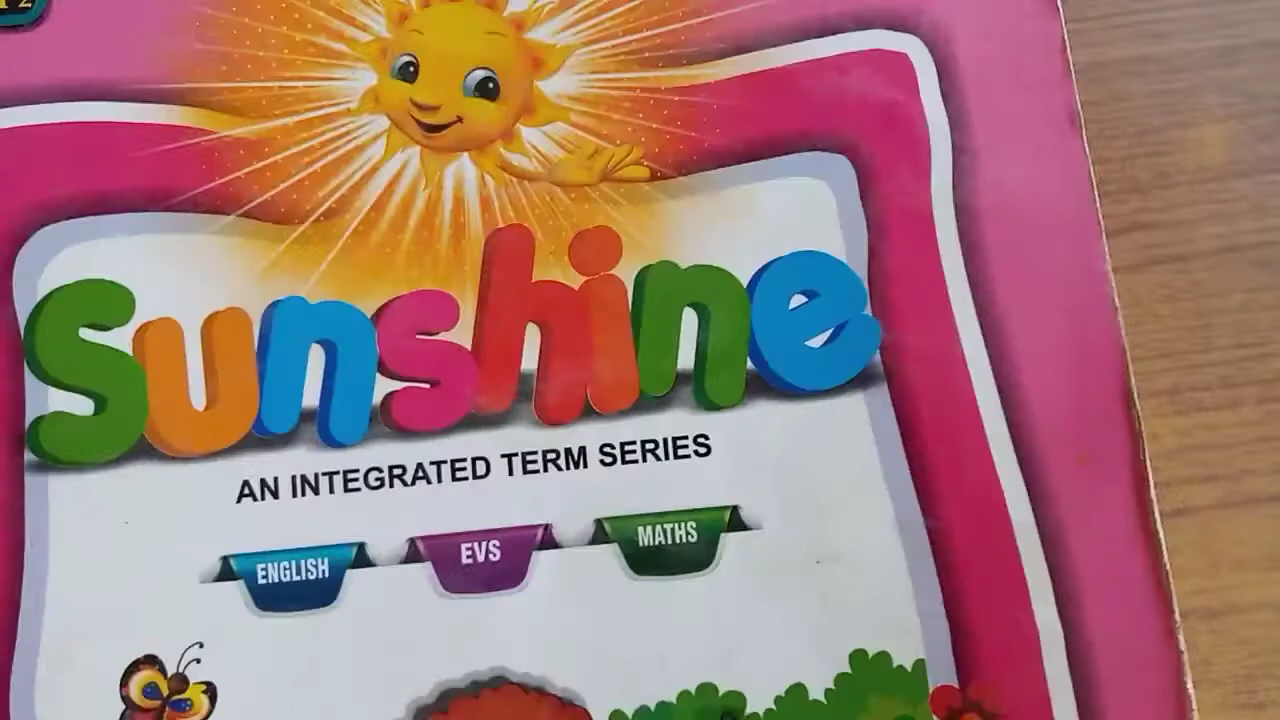 Sunshine
AN INTEGRATED TERM SERIES
ENGLISH
EVS
MATHS